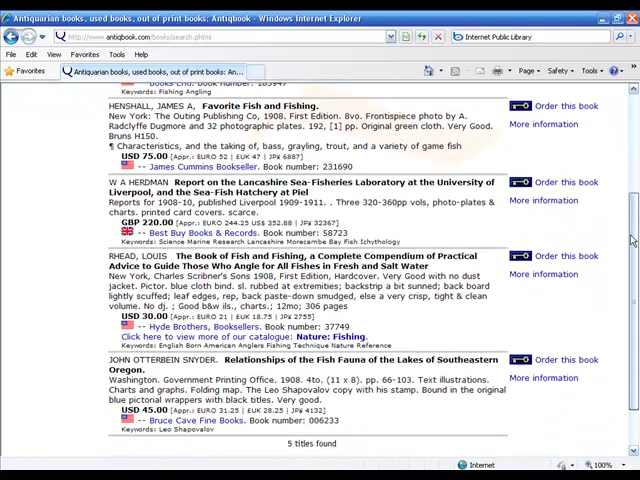 Antiquarian books, used books, out of print books: Antiqbook - Windows Internet Explorer
http://www.antiqbook.com/books/search.phtml
Internet Public Library
File Edit View Favorites Tools Help
Favorites
Antiquarian books, used books, out of print books: An...
Page Safety Tools
Keywords: Fishing Angling
HENSHALL, JAMES A, Favorite Fish and Fishing.
Order this book
New York: The Outing Publishing Co, 1908. First Edition. 8vo. Frontispiece photo by A.
Radclyffe Dugmore and 32 photographic plates. 192, [1] pp. Original green cloth. Very Good.
More information
Bruns H150.
¶ Characteristics, and the taking of, bass, grayling, trout, and a variety of game fish
USD 75.00 [Appr.: EURO 52 | £UK 47 | JP¥ 6887]
-- James Cummins Bookseller. Book number: 231690
W A HERDMAN Report on the Lancashire Sea-Fisheries Laboratory at the University of
Order this book
Liverpool, and the Sea-Fish Hatchery at Piel
Reports for 1908-10, published Liverpool 1909-1911. . Three 320-360pp vols, photo-plates &
More information
charts. printed card covers. scarce.
GBP 220.00 [Appr.: EURO 244.25 US$ 352.88 | JP¥ 32367]
-- Best Buy Books & Records. Book number: 58723
Keywords: Science Marine Research Lancashire Morecambe Bay Fish Ichythology
RHEAD, LOUIS The Book of Fish and Fishing, a Complete Compendium of Practical
Order this book
Advice to Guide Those Who Angle for All Fishes in Fresh and Salt Water
New York, Charles Scribner's Sons 1908, First Edition, Hardcover. Very Good with no dust
More information
jacket. Pictor. blue cloth bind. sl. rubbed at extremities; backstrip a bit sunned; back board
lightly scuffed; leaf edges, rep, back paste-down smudged, else a very crisp, tight & clean
volume. No dj. ; Good b&w ills., charts.; 12mo; 306 pages
USD 30.00 [Appr.: EURO 21 | £UK 18.75 | JP¥ 2755]
-- Hyde Brothers, Booksellers. Book number: 37749
Click here to view more of our catalogue: Nature: Fishing.
Keywords: English Born American Anglers Fishing Technique Nature Reference
JOHN OTTERBEIN SNYDER. Relationships of the Fish Fauna of the Lakes of Southeastern
Order this book
Oregon.
Washington. Government Printing Office. 1908. 4to. (11 x 8). pp. 66-103. Text illustrations.
More information
Charts and graphs. Folding map. The Leo Shapovalov copy with his stamp. Bound in the original
blue pictorial wrappers with black titles. Very good.
USD 45.00 [Appr.: EURO 31.25 | £UK 28.25 | JP¥ 4132]
-- Bruce Cave Fine Books. Book number: 006233
Keywords: Leo Shapovalov
5 titles found
Internet
100%